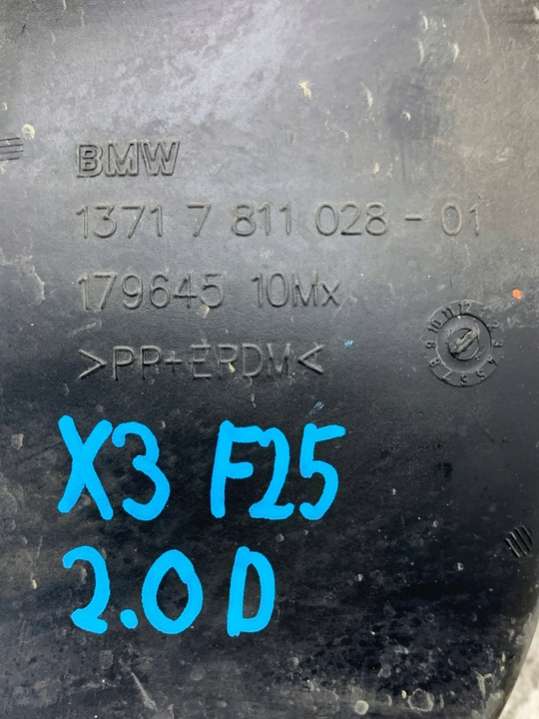 BMW
1371 7 811 028 - 01
179645 10Mx
>PP+EPDM<
X3 F25
2.0 D